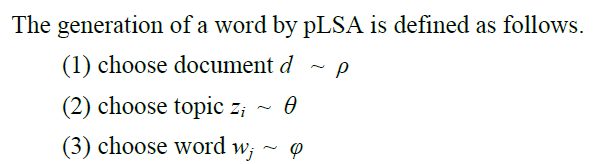 The generation of a word by pLSA is defined as follows.
(1) choose document d ~ ρ
(2) choose topic zᵢ ~ θ
(3) choose word wⱼ ~ φ